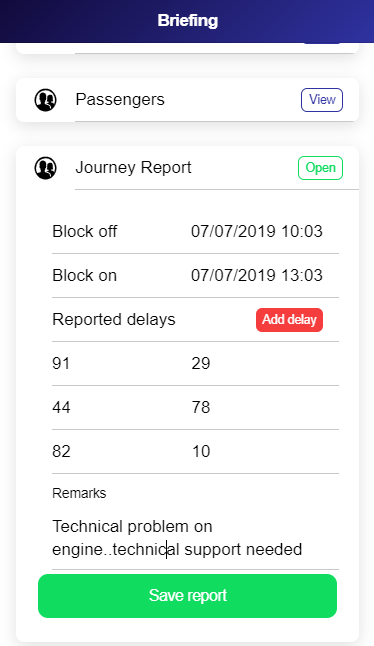 Briefing
Passengers View
Journey Report Open
Block off 07/07/2019 10:03
Block on 07/07/2019 13:03
Reported delays Add delay
91 29
44 78
82 10
Remarks
Technical problem on
engine..technical support needed
Save report